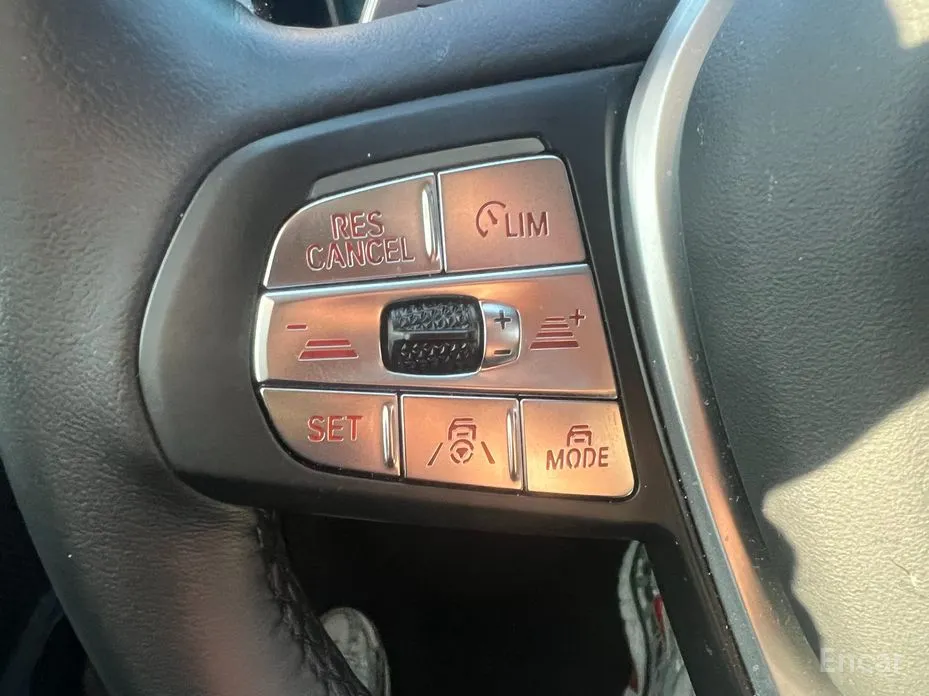 RES
CANCEL
LIM
-
+
+
-
SET
MODE
Encar